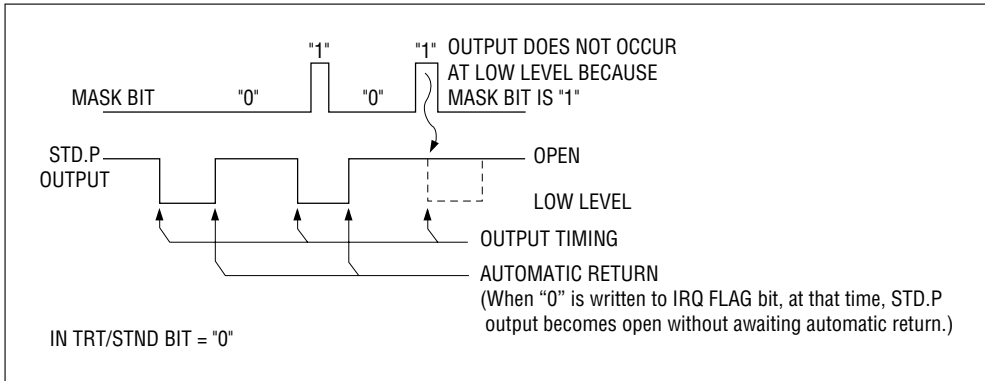 "1" "1" OUTPUT DOES NOT OCCUR
AT LOW LEVEL BECAUSE
MASK BIT "0" "0" MASK BIT IS "1"
STD.P OPEN
OUTPUT
LOW LEVEL
OUTPUT TIMING
AUTOMATIC RETURN
(When “0” is written to IRQ FLAG bit, at that time, STD.P
output becomes open without awaiting automatic return.)
IN TRT/STND BIT = "0"